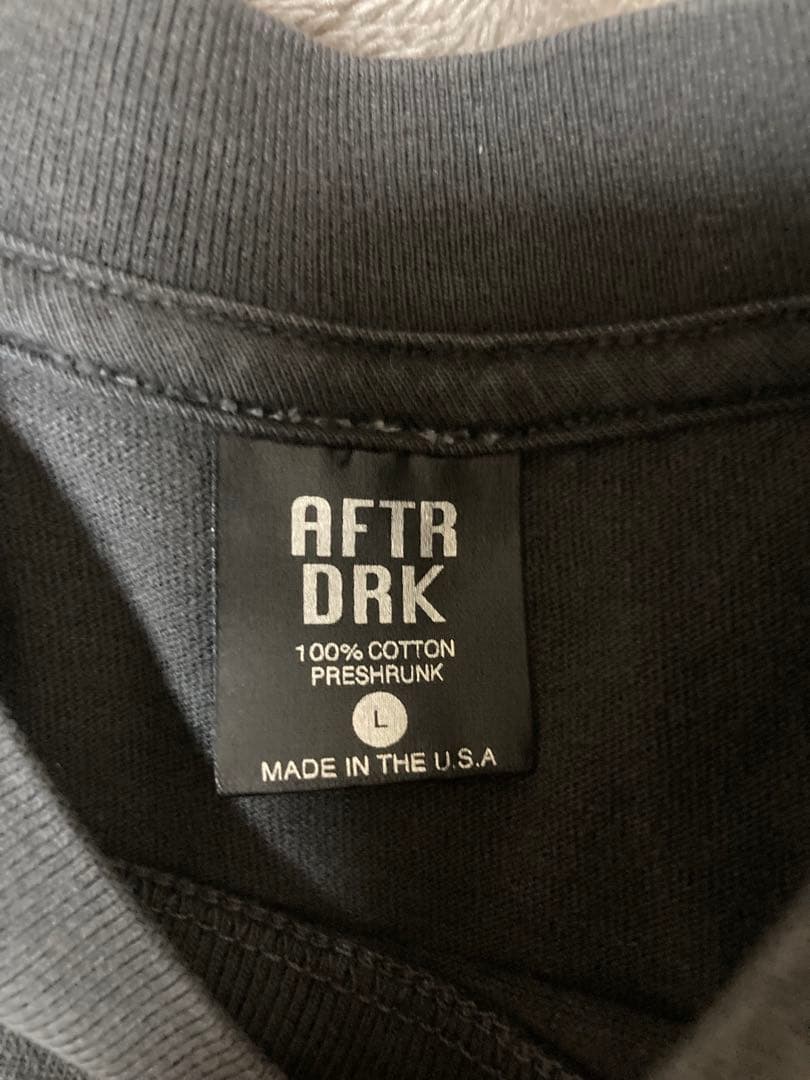 AFTR
DRK
100% COTTON
PRESHRUNK
L
MADE IN THE U.S.A